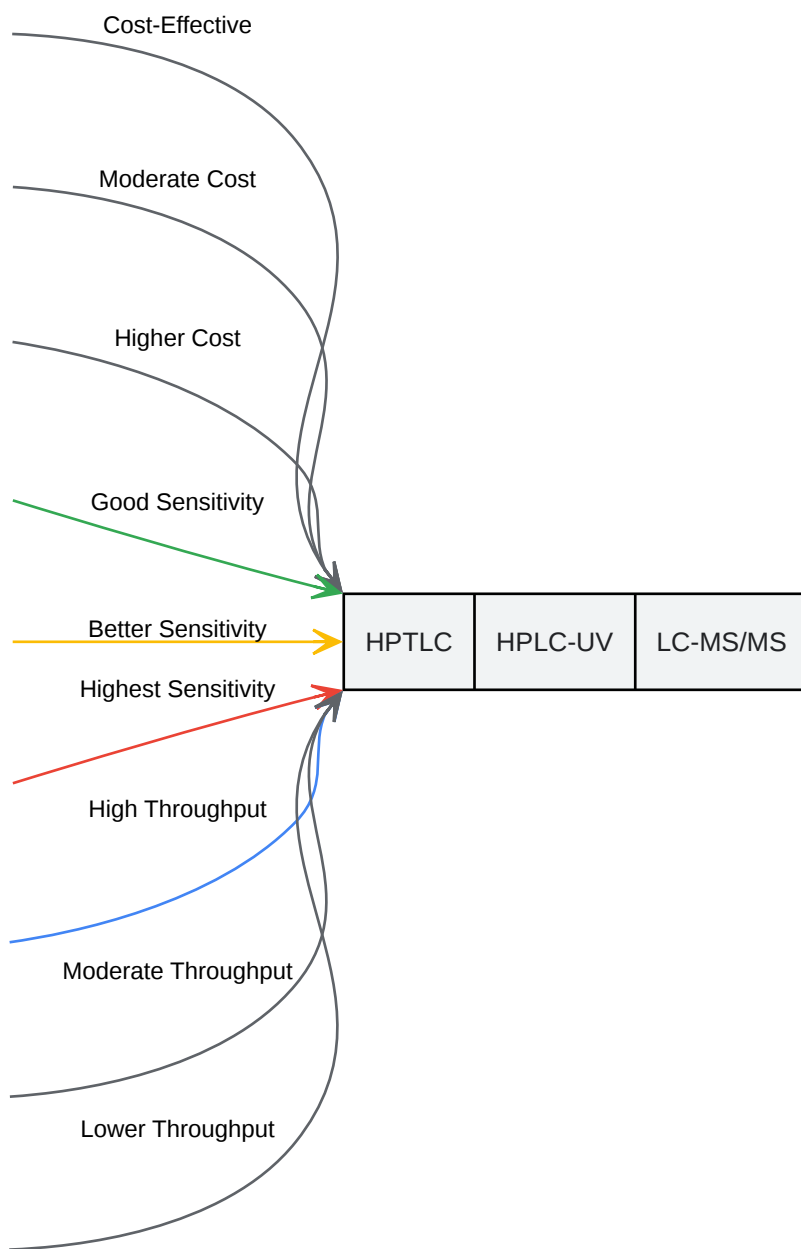 Cost-Effective
Moderate Cost
Higher Cost
Good Sensitivity
Better Sensitivity
HPTLC HPLC-UV LC-MS/MS
Highest Sensitivity
High Throughput
Moderate Throughput
Lower Throughput